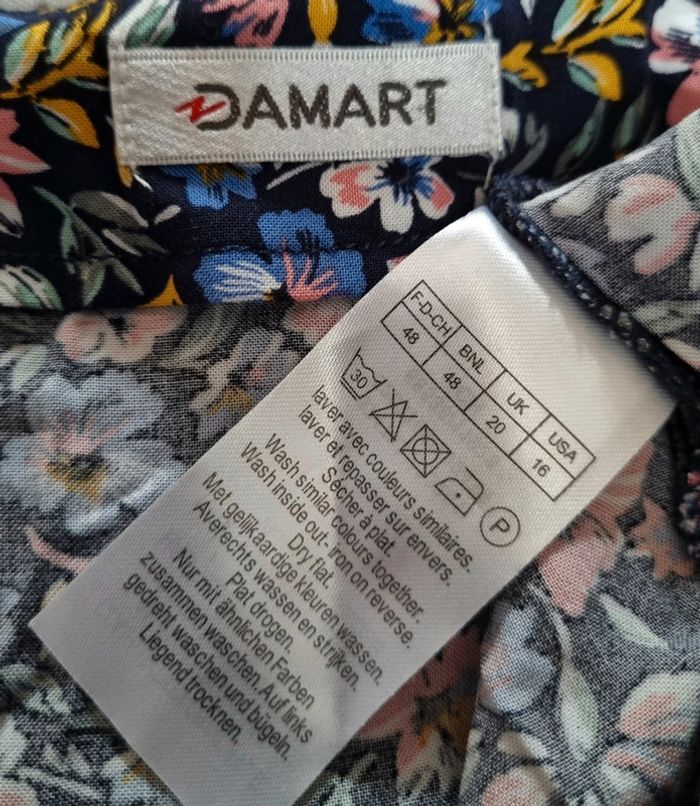 DAMART
F-D-CH BNL UK USA
48 48 20 16
30 P
laver avec couleurs similaires.
laver et repasser sur envers.
Sécher à plat.
Wash similar colours together.
Wash inside out- iron on reverse.
Dry flat.
Met gelijkaardige kleuren wassen.
Averechts wassen en strijken.
Plat drogen.
Nur mit ähnlichen Farben
zusammen waschen. Auf links
gedreht waschen und bügeln.
Liegend trocknen.